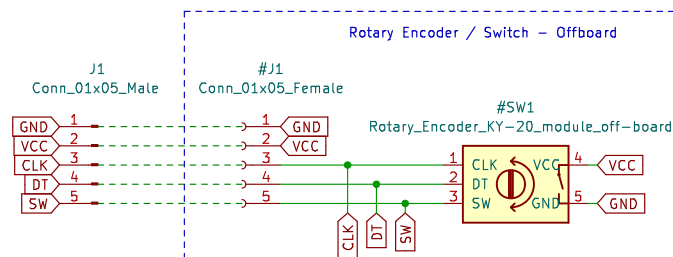 Rotary Encoder / Switch - Offboard
J1
Conn_01x05_Male
#J1
Conn_01x05_Female
#SW1
Rotary_Encoder_KY-20_module_off-board
GND 1 1 GND
VCC 2 2 VCC
CLK 3 3 1 CLK VCC 4 VCC
DT 4 4 2 DT
SW 5 5 3 SW GND 5 GND
CLK DT SW